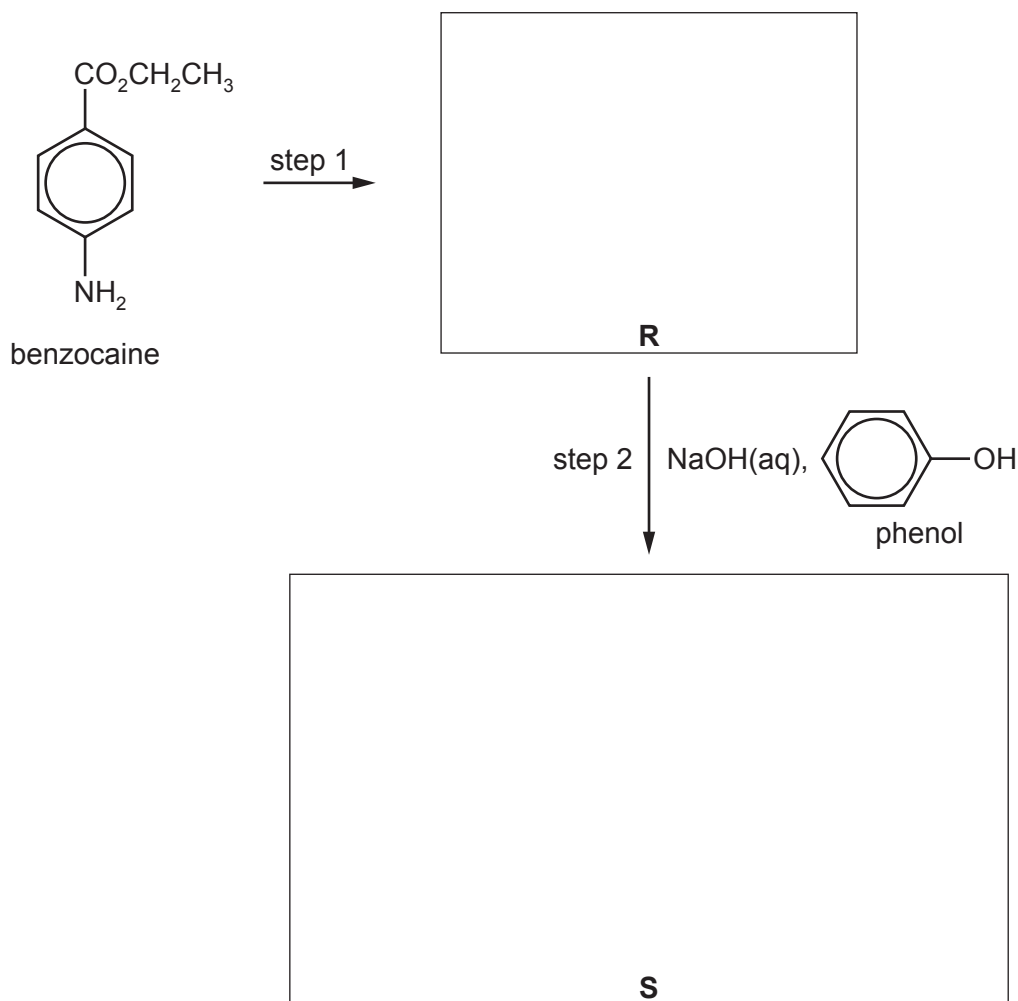 CO₂CH₂CH₃
step 1
NH₂
benzocaine
R
step 2 NaOH(aq), OH
phenol
S